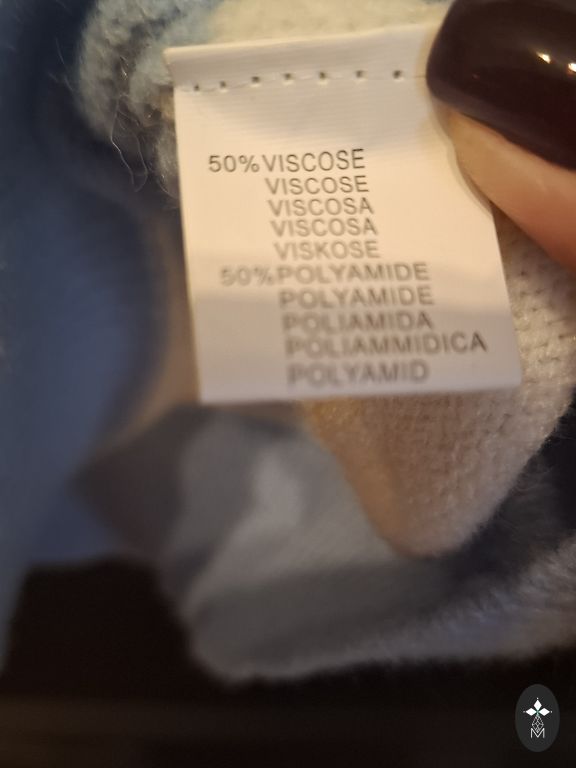 50% VISCOSE
VISCOSE
VISCOSA
VISCOSA
VISKOSE
50% POLYAMIDE
POLYAMIDE
POLIAMIDA
POLIAMMIDICA
POLYAMID
M